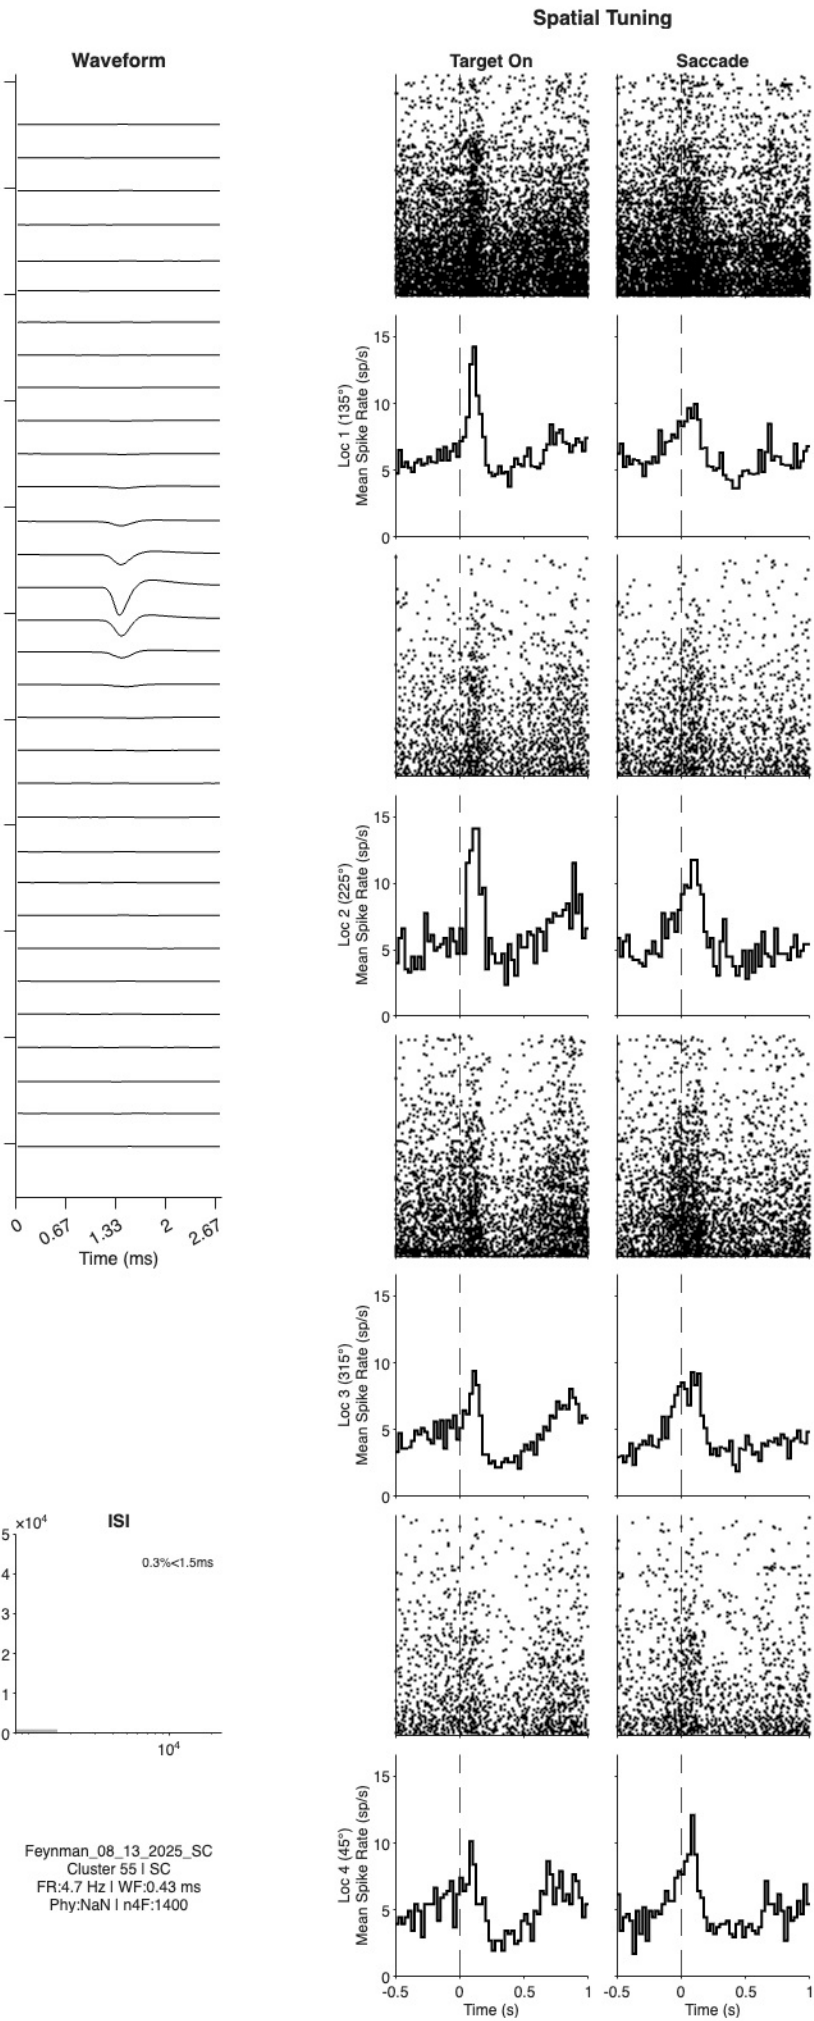 Spatial Tuning
Waveform
Target On
Saccade
15
10
5
0
Loc 1 (135°)
Mean Spike Rate (sp/s)
15
10
5
0
Loc 2 (225°)
Mean Spike Rate (sp/s)
0
0.67
1.33
2
2.67
Time (ms)
15
10
5
0
Loc 3 (315°)
Mean Spike Rate (sp/s)
ISI
×10⁴
5
4
3
2
1
0
0.3%<1.5ms
10⁴
Feynman_08_13_2025_SC
Cluster 55 | SC
FR:4.7 Hz | WF:0.43 ms
Phy:NaN | n4F:1400
15
10
5
0
Loc 4 (45°)
Mean Spike Rate (sp/s)
-0.5
0
0.5
1
Time (s)
-0.5
0
0.5
1
Time (s)